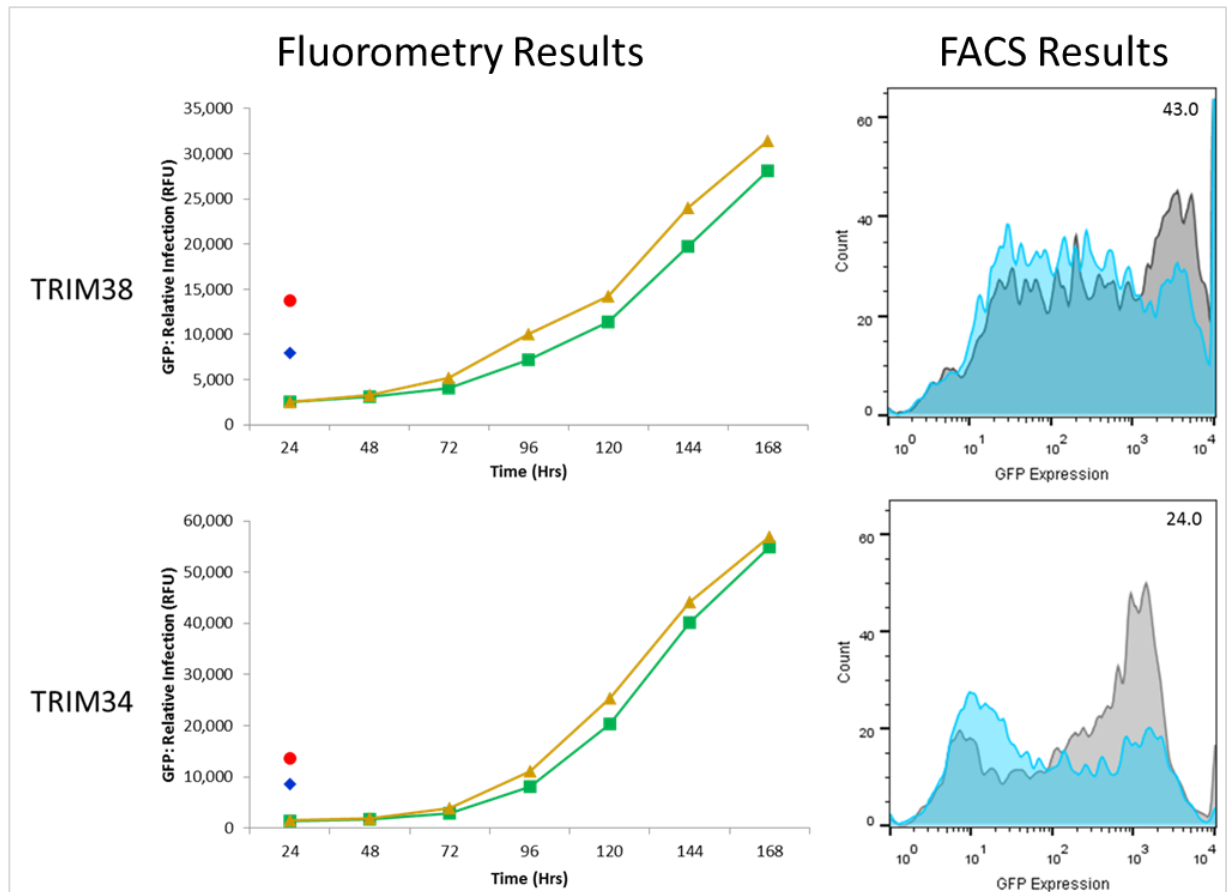 Fluorometry Results
FACS Results
TRIM38
GFP: Relative Infection (RFU)
35,000
30,000
25,000
20,000
15,000
10,000
5,000
0
24 48 72 96 120 144 168
Time (Hrs)
43.0
Count
60
40
20
0
10^0 10^1 10^2 10^3 10^4
GFP Expression
TRIM34
GFP: Relative Infection (RFU)
60,000
50,000
40,000
30,000
20,000
10,000
0
24 48 72 96 120 144 168
Time (Hrs)
24.0
Count
60
40
20
0
10^0 10^1 10^2 10^3 10^4
GFP Expression